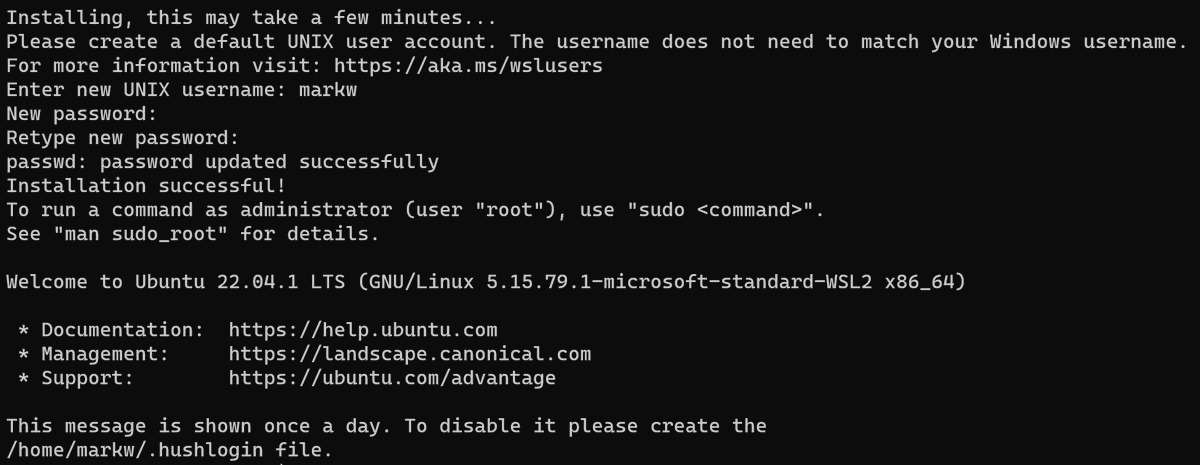 Installing, this may take a few minutes...
Please create a default UNIX user account. The username does not need to match your Windows username.
For more information visit: https://aka.ms/wslusers
Enter new UNIX username: markw
New password:
Retype new password:
passwd: password updated successfully
Installation successful!
To run a command as administrator (user "root"), use "sudo <command>".
See "man sudo_root" for details.

Welcome to Ubuntu 22.04.1 LTS (GNU/Linux 5.15.79.1-microsoft-standard-WSL2 x86_64)

 * Documentation:  https://help.ubuntu.com
 * Management:     https://landscape.canonical.com
 * Support:        https://ubuntu.com/advantage

This message is shown once a day. To disable it please create the
/home/markw/.hushlogin file.